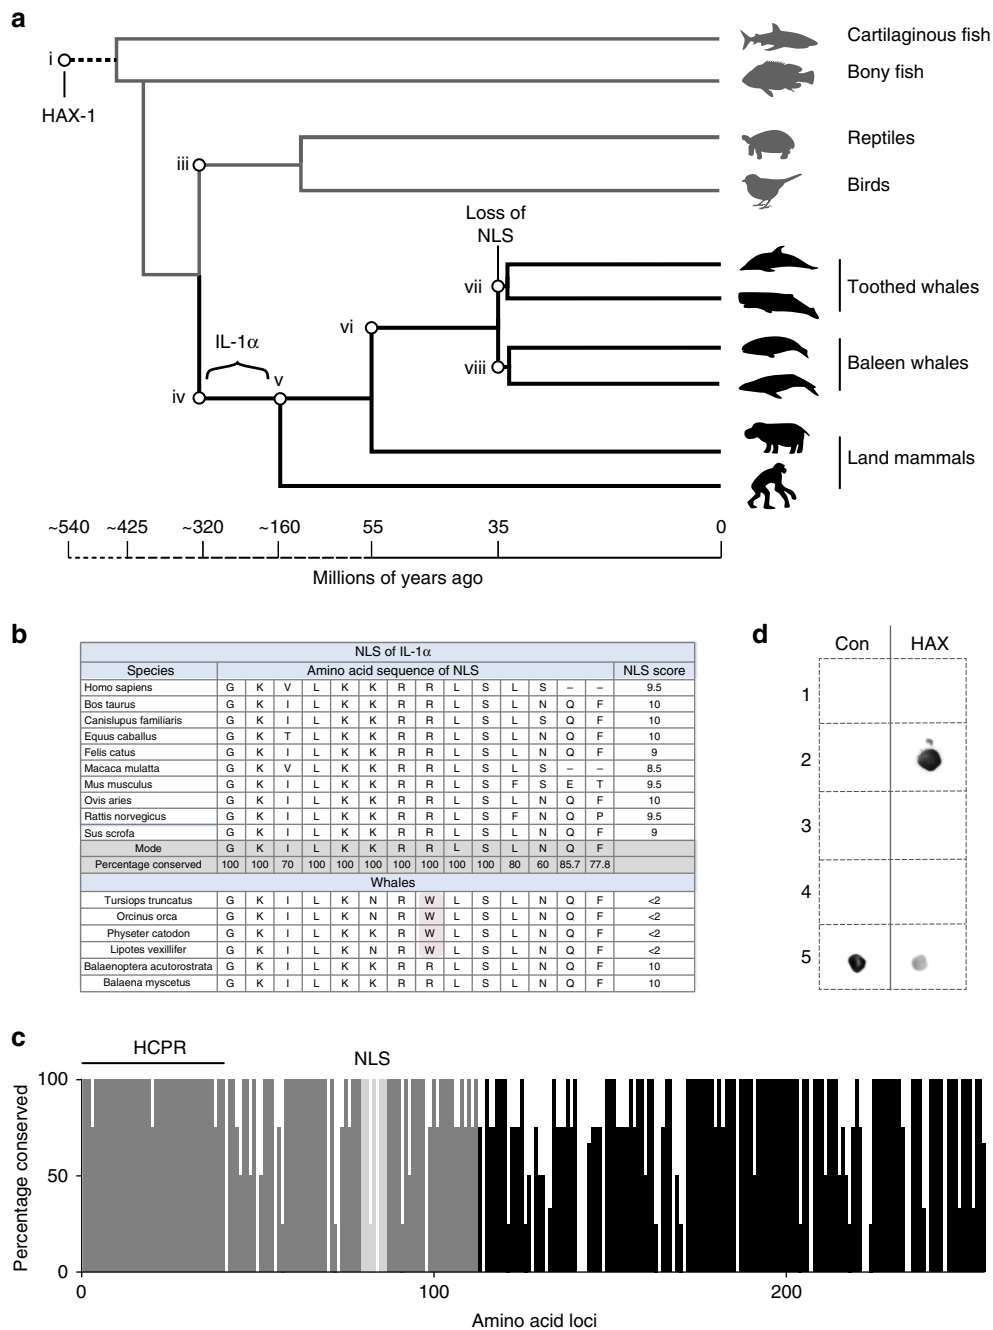 a
Cartilaginous fish
i
Bony fish
HAX-1
Reptiles
iii
Birds
Loss of
NLS
vii
Toothed whales
vi
IL-1α
viii
Baleen whales
iv
v
Land mammals
~540 ~425 ~320 ~160 55 35 0
Millions of years ago
b
NLS of IL-1α
Species Amino acid sequence of NLS NLS score
Homo sapiens G K V L K K R R L S L S – – 9.5
Bos taurus G K I L K K R R L S L N Q F 10
Canislupus familiaris G K I L K K R R L S L S Q F 10
Equus caballus G K T L K K R R L S L N Q F 10
Felis catus G K I L K K R R L S L N Q F 9
Macaca mulatta G K V L K K R R L S L S – – 8.5
Mus musculus G K I L K K R R L S F S E T 9.5
Ovis aries G K I L K K R R L S L N Q F 10
Rattis norvegicus G K I L K K R R L S F N Q P 9.5
Sus scrofa G K I L K K R R L S L N Q F 9
Mode G K I L K K R R L S L N Q F
Percentage conserved 100 100 70 100 100 100 100 100 100 100 80 60 85.7 77.8
Whales
Tursiops truncatus G K I L K N R W L S L N Q F <2
Orcinus orca G K I L K N R W L S L N Q F <2
Physeter catodon G K I L K K R W L S L N Q F <2
Lipotes vexillifer G K I L K N R W L S L N Q F <2
Balaenoptera acutorostrata G K I L K K R R L S L N Q F 10
Balaena myscetus G K I L K K R R L S L N Q F 10
d
Con HAX
1
2
3
4
5
c
HCPR
NLS
Percentage conserved
100
50
0
0 100 200
Amino acid loci